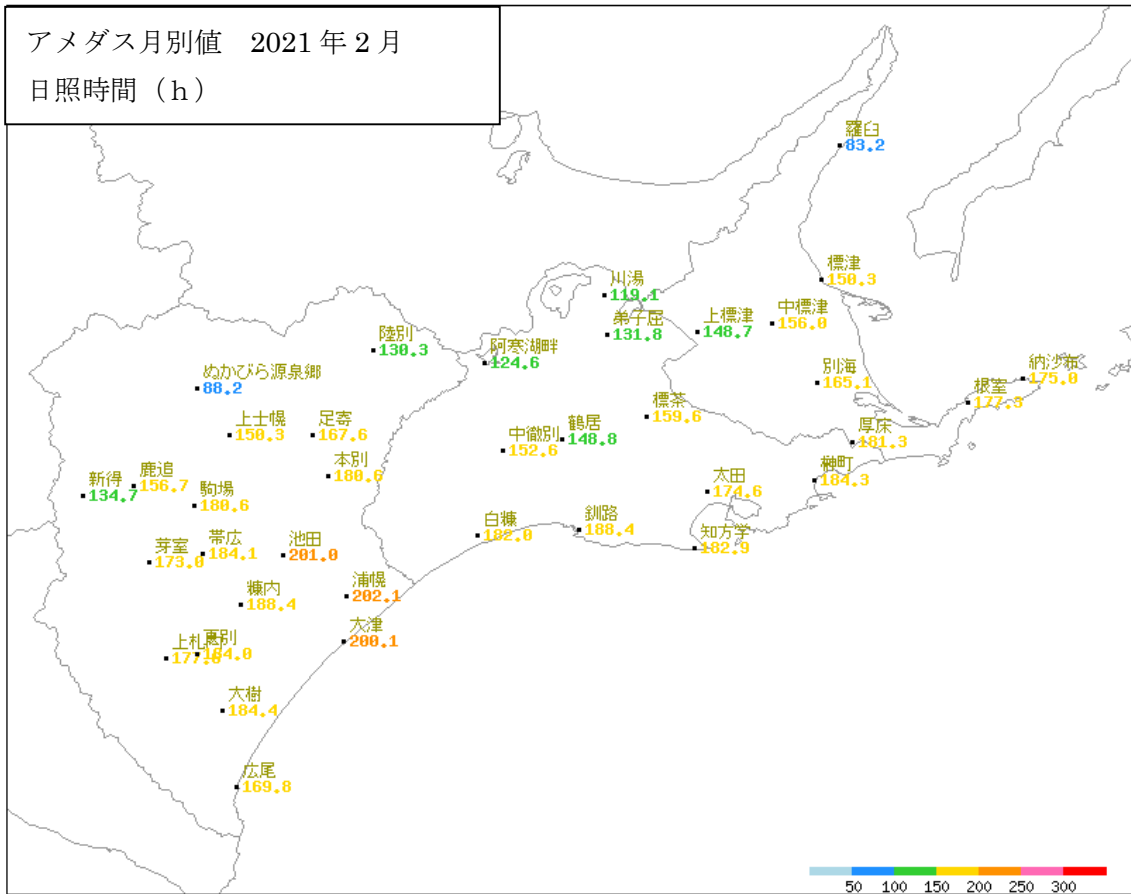 アメダス月別値　2021年2月
日照時間（ｈ）
羅臼
83.2
標津
150.3
川湯
119.1
中標津
156.0
上標津
148.7
弟子屈
131.8
陸別
130.3
阿寒湖畔
124.6
ぬかびら源泉郷
88.2
別海
165.1
納沙布
175.0
根室
177.3
標茶
159.6
上士幌
150.3
足寄
167.6
鶴居
148.8
中徹別
152.6
厚床
181.3
本別
180.6
榊町
184.3
鹿追
156.7
新得
134.7
太田
174.6
駒場
180.6
白糠
182.0
釧路
188.4
知方学
182.9
芽室
173.0
帯広
184.1
池田
201.0
浦幌
202.1
糠内
188.4
大津
200.1
更別
184.0
大樹
184.4
広尾
169.8
50 100 150 200 250 300